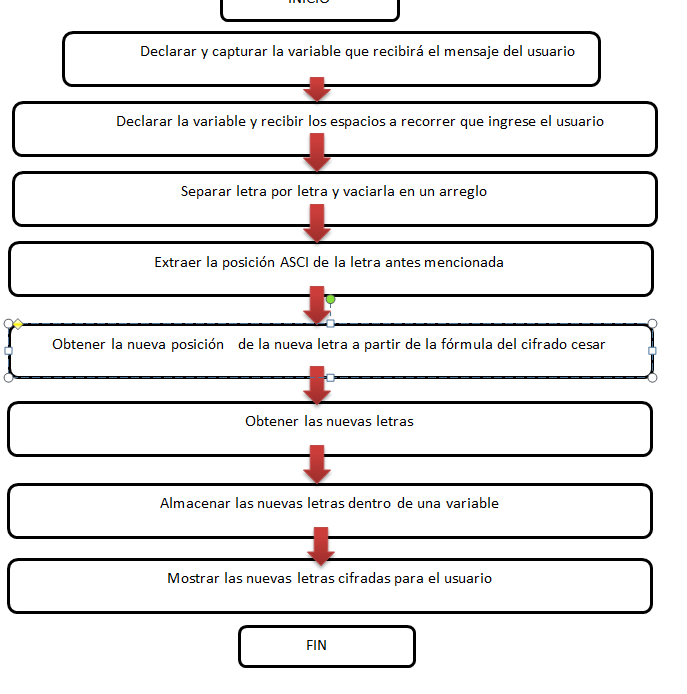 INICIO
Declarar y capturar la variable que recibirá el mensaje del usuario
Declarar la variable y recibir los espacios a recorrer que ingrese el usuario
Separar letra por letra y vaciarla en un arreglo
Extraer la posición ASCI de la letra antes mencionada
Obtener la nueva posición de la nueva letra a partir de la fórmula del cifrado cesar
Obtener las nuevas letras
Almacenar las nuevas letras dentro de una variable
Mostrar las nuevas letras cifradas para el usuario
FIN